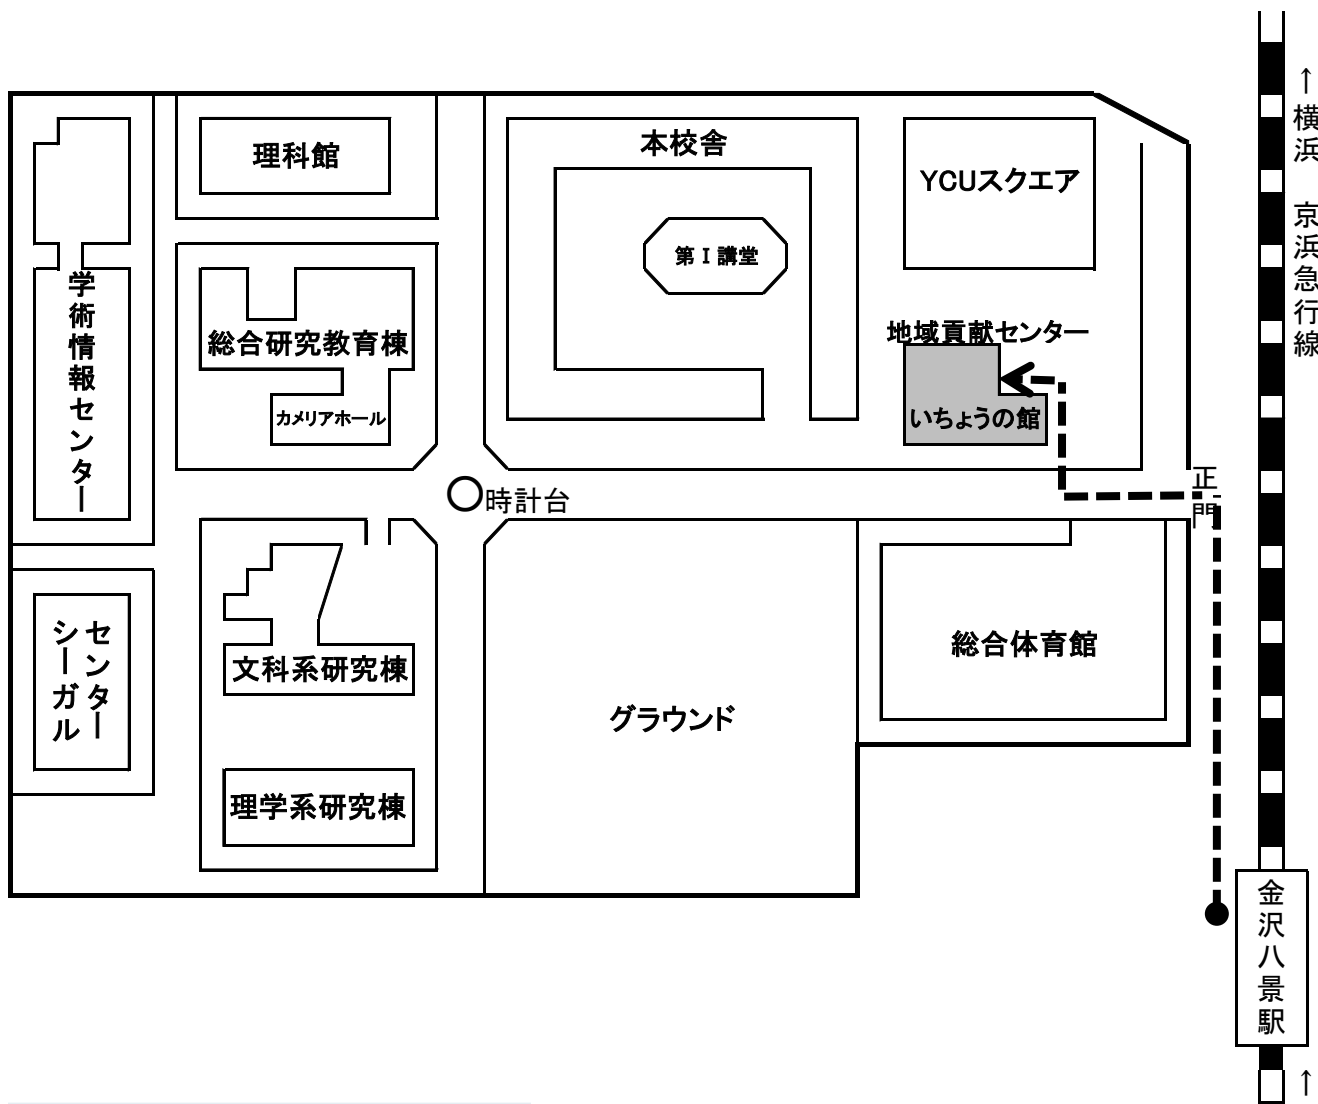 ↑
横浜
京浜急行線
本校舎
理科館
YCUスクエア
第Ⅰ講堂
学術情報センター
地域貢献センター
総合研究教育棟
カメリアホール
いちょうの館
正門
時計台
シーガル
センター
総合体育館
文科系研究棟
グラウンド
理学系研究棟
金沢八景駅
↑